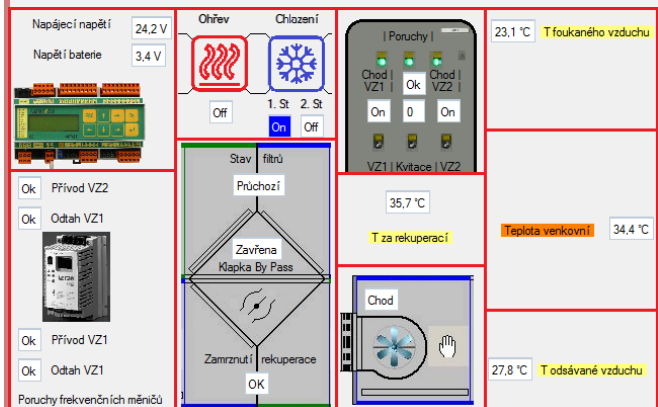 Napájecí napětí 24,2 V
Napětí baterie 3,4 V
Ok Přívod VZ2
Ok Odtah VZ1
Ok Přívod VZ1
Ok Odtah VZ1
Poruchy frekvenčních měničů
Ohřev Chlazení
Off
1. St 2. St
On Off
Stav filtrů
Průchozí
Zavřena
Klapka By Pass
Zamrznutí rekuperace
OK
| Poruchy |
Chod | Ok Chod |
VZ1 | VZ2 |
On 0 On
VZ1 | Kvitace | VZ2
35,7 °C
T za rekuperací
Chod
23,1 °C T foukaného vzduchu
Teplota venkovní 34,4 °C
27,8 °C T odsávané vzduchu